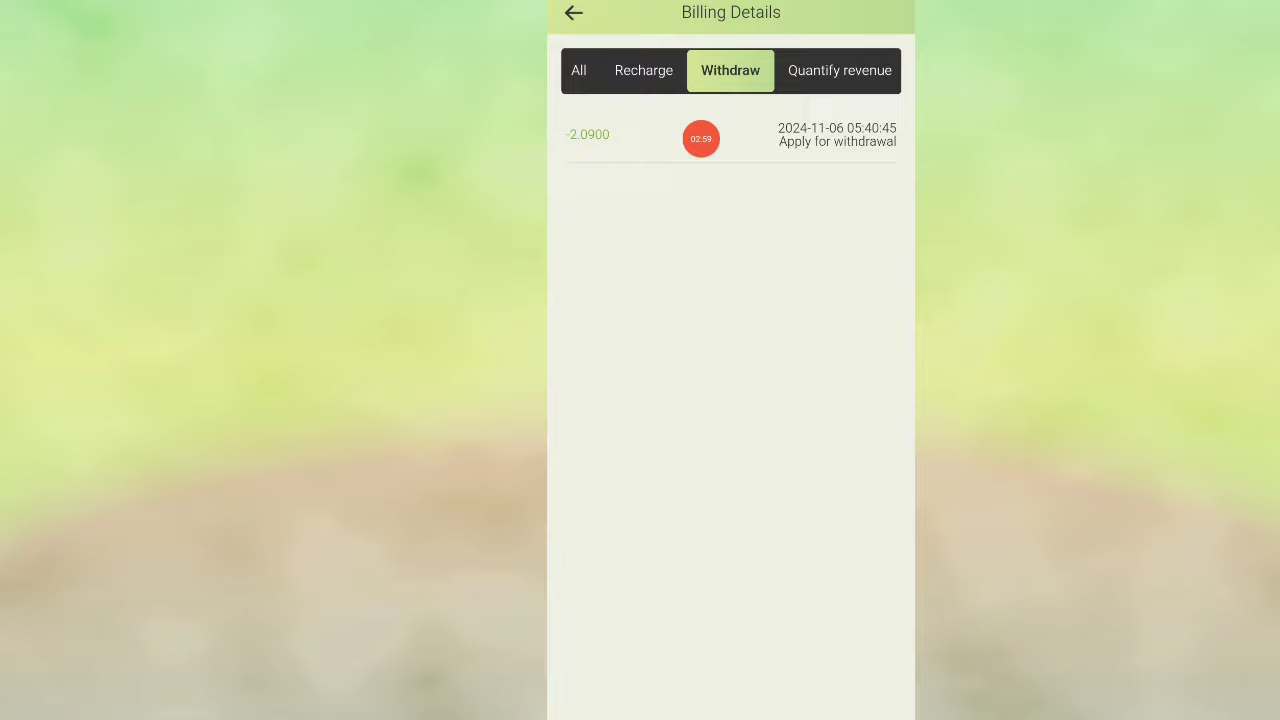 Billing Details
All Recharge Withdraw Quantify revenue
-2.0900 02:59 2024-11-06 05:40:45
Apply for withdrawal